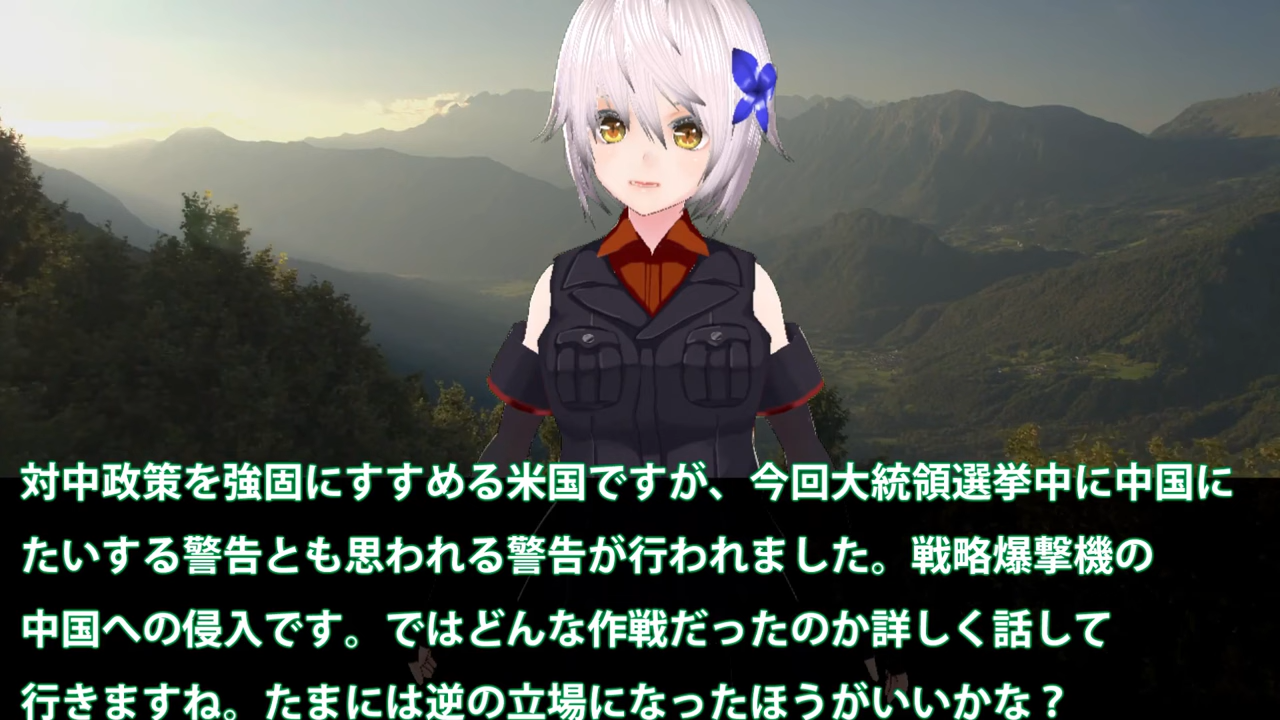 対中政策を強固にすすめる米国ですが、今回大統領選挙中に中国に
たいする警告とも思われる警告が行われました。戦略爆撃機の
中国への侵入です。ではどんな作戦だったのか詳しく話して
行きますね。たまには逆の立場になったほうがいいかな？